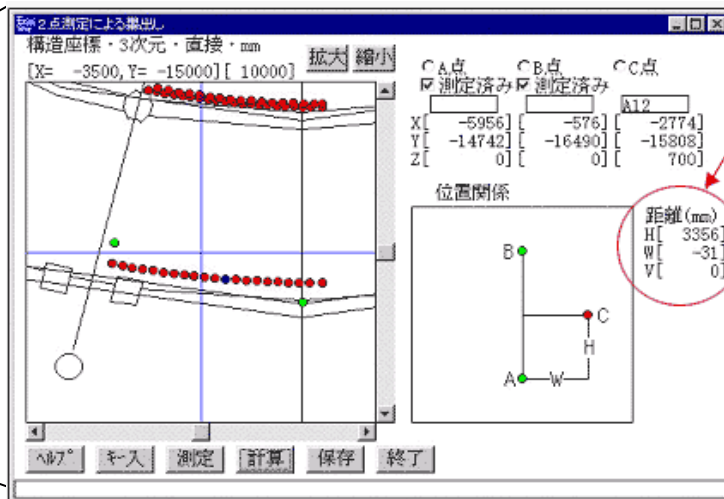 2点測定による墨出し
構造座標・3次元・直接・mm
[X= -3500,Y= -15000][ 10000]
拡大 縮小
A点 B点 C点
測定済み 測定済み
A12
X[ -5956][ -576][ -2774]
Y[ -14742][ -16490][ -15808]
Z[ 0][ 0][ 700]
位置関係
距離(mm)
H[ 3356]
W[ -31]
V[ 0]
B
C
H
A W
ヘルプ キース 測定 計算 保存 終了